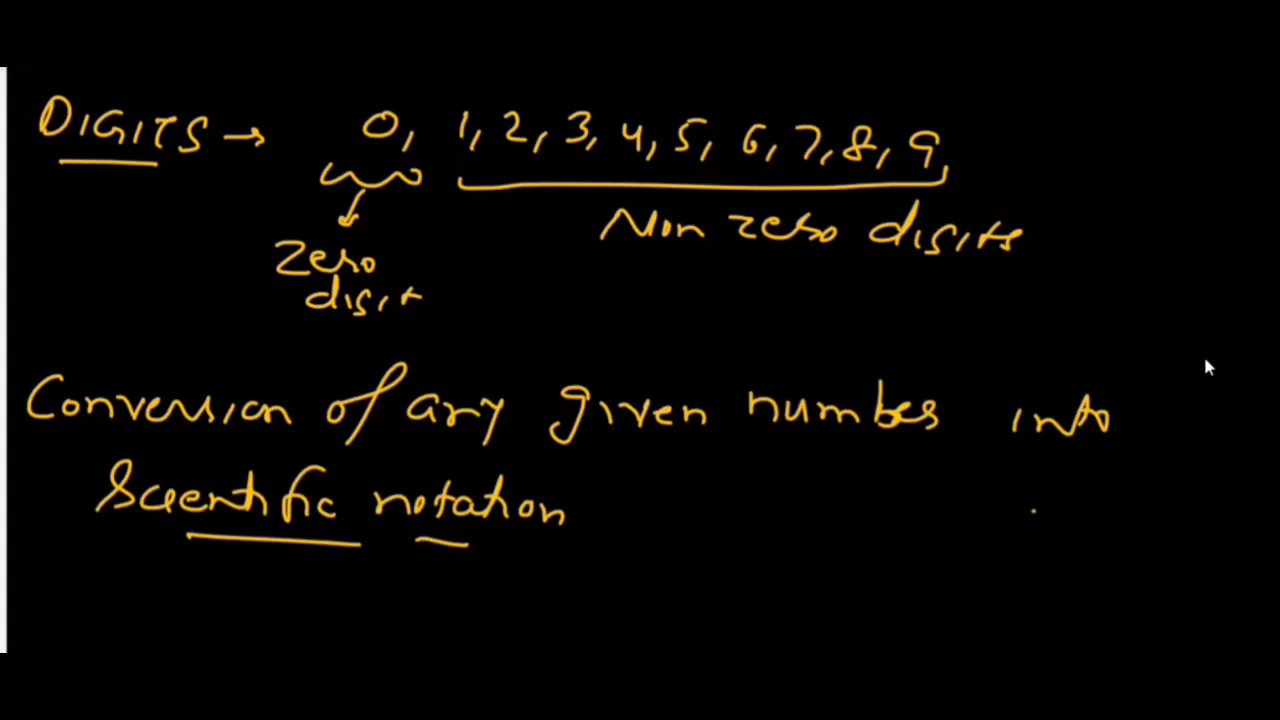 DIGITS → 0, 1, 2, 3, 4, 5, 6, 7, 8, 9,
Non zero digits
Zero
digit
Conversion of any given number into
Scientific notation